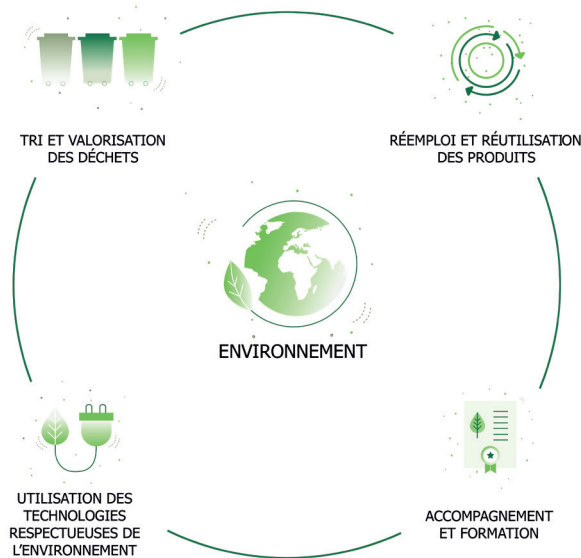 TRI ET VALORISATION
DES DÉCHETS
RÉEMPLOI ET RÉUTILISATION
DES PRODUITS
ENVIRONNEMENT
UTILISATION DES
TECHNOLOGIES
RESPECTUEUSES DE
L'ENVIRONNEMENT
ACCOMPAGNEMENT
ET FORMATION